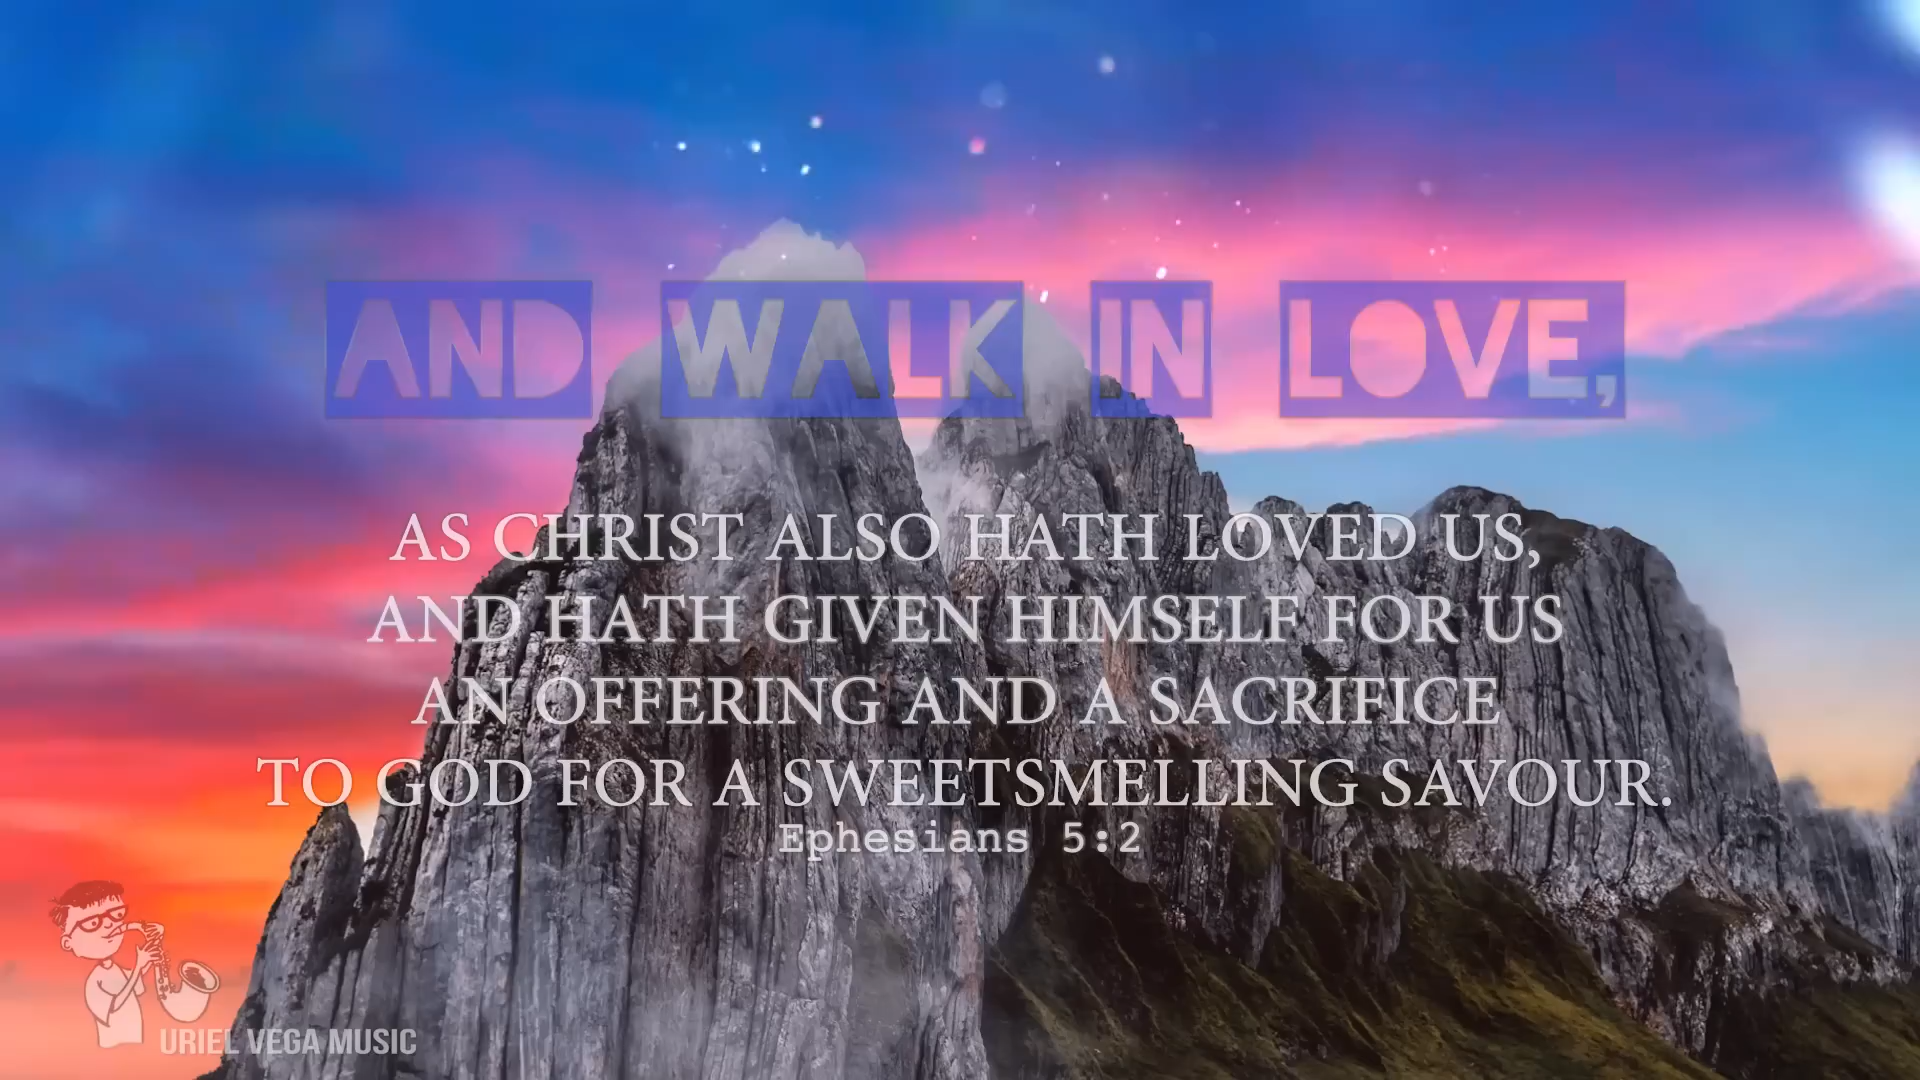 AND WALK IN LOVE,
AS CHRIST ALSO HATH LOVED US,
AND HATH GIVEN HIMSELF FOR US
AN OFFERING AND A SACRIFICE
TO GOD FOR A SWEETSMELLING SAVOUR.
Ephesians 5:2
URIEL VEGA MUSIC